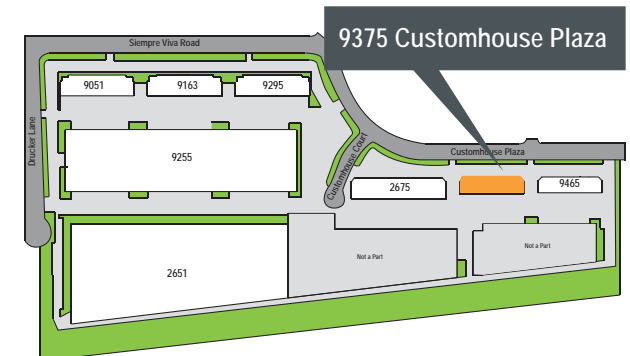 9375 Customhouse Plaza
Siempre Viva Road
9051
9163
9295
Drucker Lane
9255
Customhouse Court
Customhouse Plaza
2675
9465
2651
Not a Part
Not a Part